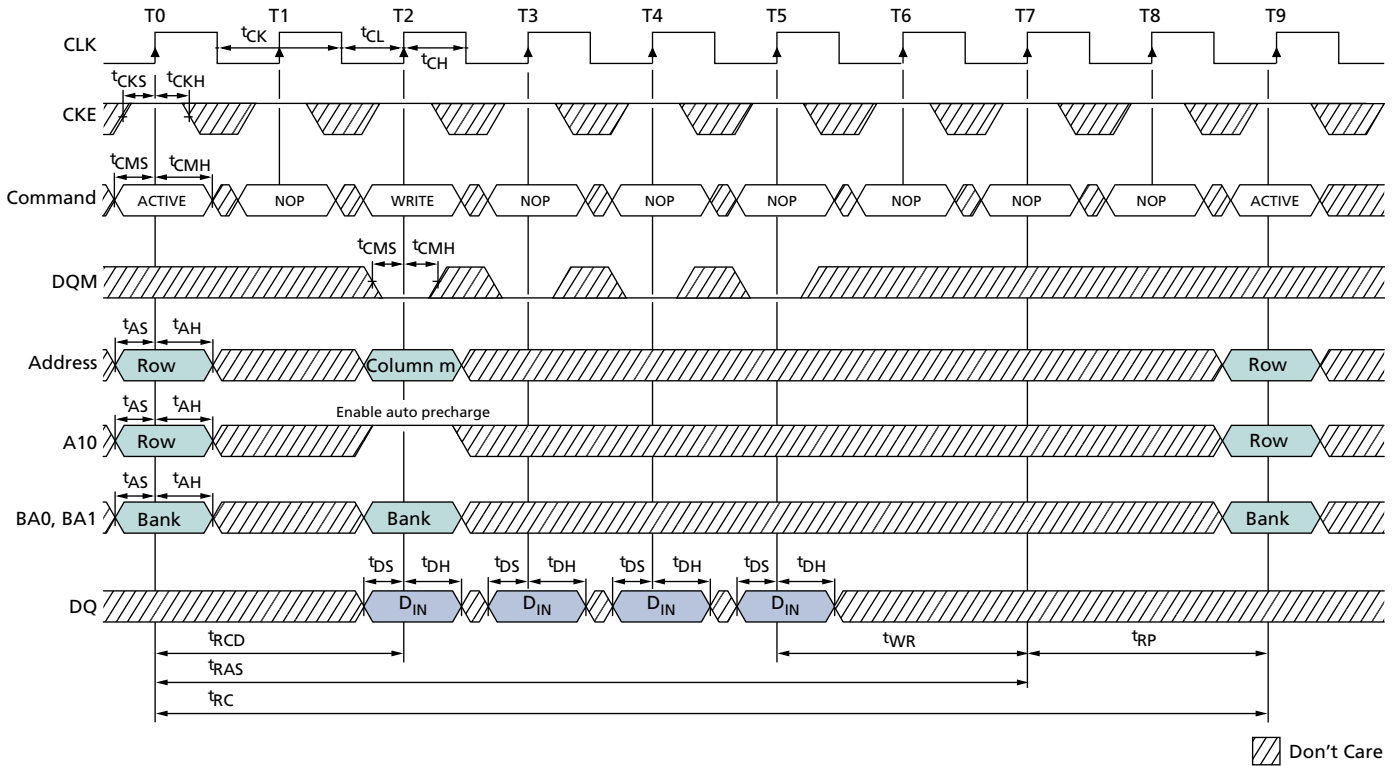 T0 T1 T2 T3 T4 T5 T6 T7 T8 T9
CLK
tCK tCL
tCH
tCKS tCKH
CKE
tCMS tCMH
Command ACTIVE NOP WRITE NOP NOP NOP NOP NOP NOP ACTIVE
tCMS tCMH
DQM
tAS tAH
Address Row Column m Row
tAS tAH Enable auto precharge
A10 Row Row
tAS tAH
BA0, BA1 Bank Bank Bank
tDS tDH tDS tDH tDS tDH tDS tDH
DQ DIN DIN DIN DIN
tRCD tWR tRP
tRAS
tRC
Don't Care